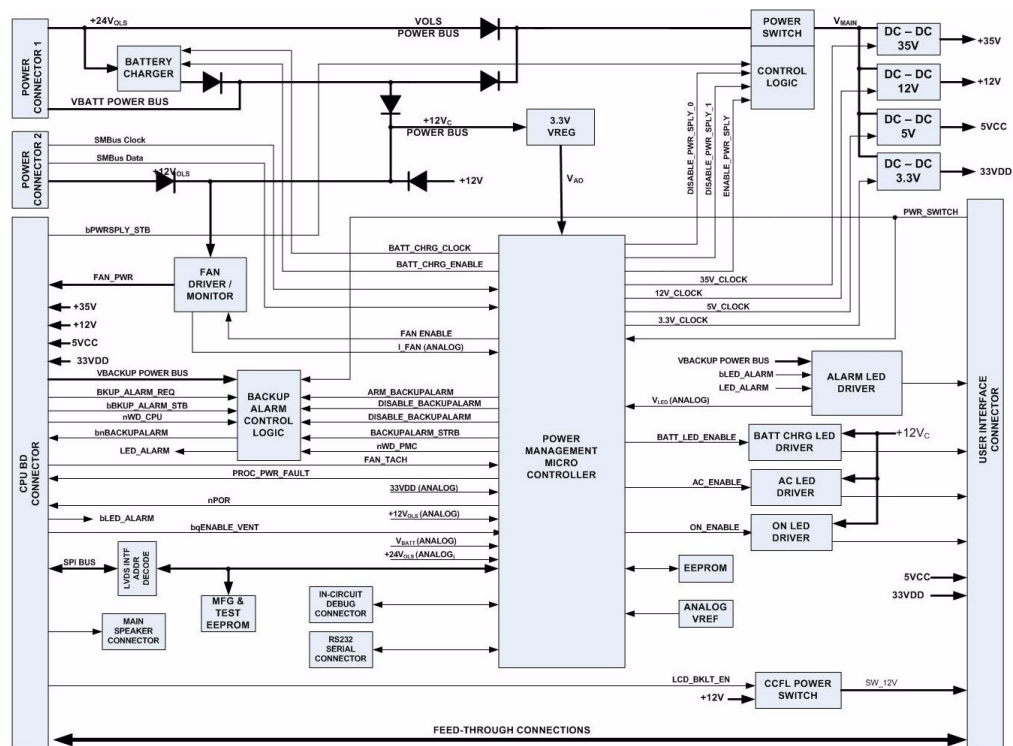 +24VOLS
VOLS
POWER BUS
POWER CONNECTOR 1
BATTERY
CHARGER
VBATT POWER BUS
POWER
SWITCH
CONTROL
LOGIC
VMAIN
DC – DC
35V
+35V
DC – DC
12V
+12V
DC – DC
5V
5VCC
DC – DC
3.3V
33VDD
+12VC
POWER BUS
3.3V
VREG
VAO
POWER
CONNECTOR 2
SMBus Clock
SMBus Data
+12VOLS
+12V
DISABLE_PWR_SPLY_0
DISABLE_PWR_SPLY_1
ENABLE_PWR_SPLY
PWR_SWITCH
CPU BD
CONNECTOR
USER INTERFACE
CONNECTOR
bPWRSPLY_STB
BATT_CHRG_CLOCK
BATT_CHRG_ENABLE
FAN_PWR
FAN
DRIVER /
MONITOR
35V_CLOCK
12V_CLOCK
5V_CLOCK
3.3V_CLOCK
+35V
+12V
5VCC
33VDD
FAN ENABLE
I_FAN (ANALOG)
VBACKUP POWER BUS
BKUP_ALARM_REQ
bBKUP_ALARM_STB
nWD_CPU
bnBACKUPALARM
LED_ALARM
BACKUP
ALARM
CONTROL
LOGIC
ARM_BACKUPALARM
DISABLE_BACKUPALARM
DISABLE_BACKUPALARM
BACKUPALARM_STRB
nWD_PMC
FAN_TACH
PROC_PWR_FAULT
33VDD (ANALOG)
nPOR
+12VOLS (ANALOG)
bLED_ALARM
bqENABLE_VENT
VBATT (ANALOG)
+24VOLS (ANALOG)
POWER
MANAGEMENT
MICRO
CONTROLLER
VBACKUP POWER BUS
bLED_ALARM
LED_ALARM
ALARM LED
DRIVER
VLED (ANALOG)
BATT_LED_ENABLE
BATT CHRG LED
DRIVER
+12VC
AC_ENABLE
AC LED
DRIVER
ON_ENABLE
ON LED
DRIVER
SPI BUS
LVDS INTF
ADDR
DECODE
MFG &
TEST
EEPROM
MAIN
SPEAKER
CONNECTOR
IN-CIRCUIT
DEBUG
CONNECTOR
RS232
SERIAL
CONNECTOR
EEPROM
ANALOG
VREF
5VCC
33VDD
LCD_BKLT_EN
+12V
CCFL POWER
SWITCH
SW_12V
FEED-THROUGH CONNECTIONS